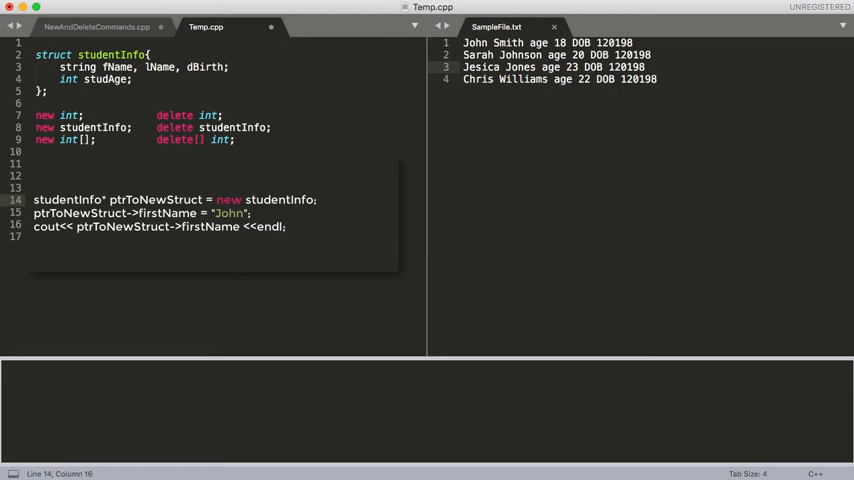 Temp.cpp
UNREGISTERED
NewAndDeleteCommands.cpp
Temp.cpp
SampleFile.txt
1
2 struct studentInfo{
3 string fName, lName, dBirth;
4 int studAge;
5 };
6
7 new int; delete int;
8 new studentInfo; delete studentInfo;
9 new int[]; delete[] int;
10
11
12
13
14 studentInfo* ptrToNewStruct = new studentInfo;
15 ptrToNewStruct->firstName = "John";
16 cout<< ptrToNewStruct->firstName <<endl;
17
1 John Smith age 18 DOB 120198
2 Sarah Johnson age 20 DOB 120198
3 Jesica Jones age 23 DOB 120198
4 Chris Williams age 22 DOB 120198
Line 14, Column 16
Tab Size: 4
C++